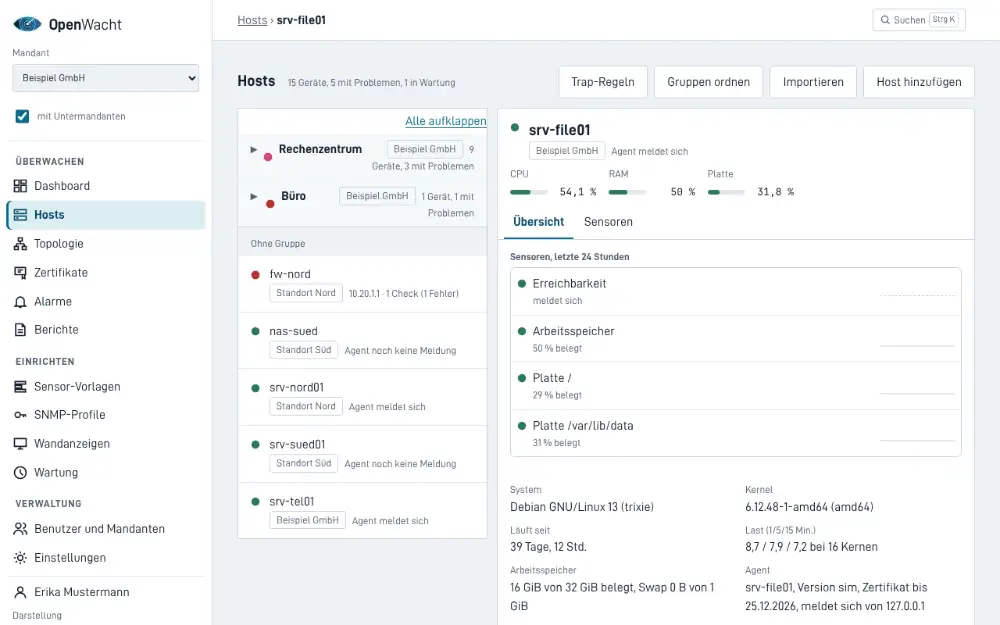 OpenWacht
Mandant
Beispiel GmbH
mit Untermandanten
ÜBERWACHEN
Dashboard
Hosts
Topologie
Zertifikate
Alarme
Berichte
EINRICHTEN
Sensor-Vorlagen
SNMP-Profile
Wandanzeigen
Wartung
VERWALTUNG
Benutzer und Mandanten
Einstellungen
Erika Mustermann
Darstellung
Hosts › srv-file01
Suchen Strg K
Hosts 15 Geräte, 5 mit Problemen, 1 in Wartung
Trap-Regeln Gruppen ordnen Importieren Host hinzufügen
Alle aufklappen
Rechenzentrum Beispiel GmbH 9
Geräte, 3 mit Problemen
Büro Beispiel GmbH 1 Gerät, 1 mit
Problemen
Ohne Gruppe
fw-nord
Standort Nord 10.20.1.1 · 1 Check (1 Fehler)
nas-sued
Standort Süd Agent noch keine Meldung
srv-nord01
Standort Nord Agent meldet sich
srv-sued01
Standort Süd Agent noch keine Meldung
srv-tel01
Beispiel GmbH Agent meldet sich
srv-file01
Beispiel GmbH Agent meldet sich
CPU RAM Platte
54,1 % 50 % 31,8 %
Übersicht Sensoren
Sensoren, letzte 24 Stunden
Erreichbarkeit
meldet sich
Arbeitsspeicher
50 % belegt
Platte /
29 % belegt
Platte /var/lib/data
31 % belegt
System
Debian GNU/Linux 13 (trixie)
Kernel
6.12.48-1-amd64 (amd64)
Läuft seit
39 Tage, 12 Std.
Last (1/5/15 Min.)
8,7 / 7,9 / 7,2 bei 16 Kernen
Arbeitsspeicher
16 GiB von 32 GiB belegt, Swap 0 B von 1
GiB
Agent
srv-file01, Version sim, Zertifikat bis
25.12.2026, meldet sich von 127.0.0.1